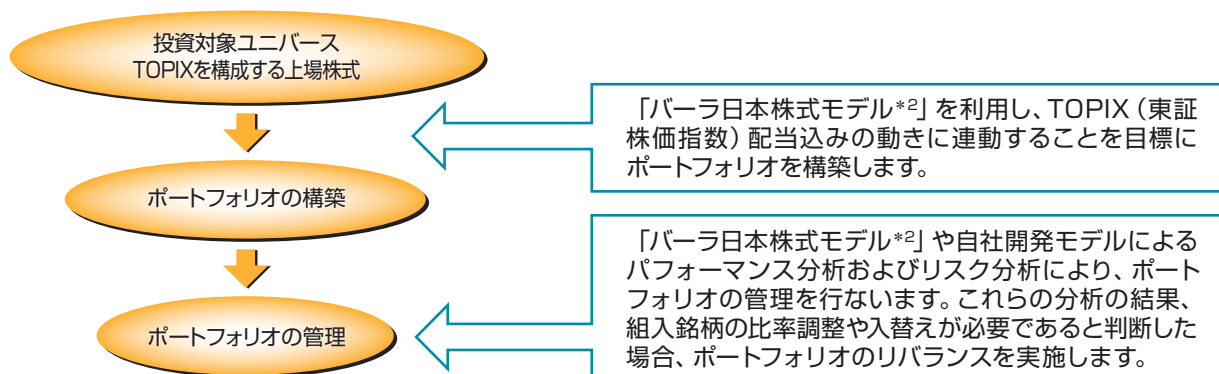 投資対象ユニバース
TOPIXを構成する上場株式
「バーラ日本株式モデル*2」を利用し、TOPIX(東証
株価指数)配当込みの動きに連動することを目標に
ポートフォリオを構築します。
ポートフォリオの構築
「バーラ日本株式モデル*2」や自社開発モデルによる
パフォーマンス分析およびリスク分析により、ポート
フォリオの管理を行ないます。これらの分析の結果、
組入銘柄の比率調整や入替えが必要であると判断した
場合、ポートフォリオのリバランスを実施します。
ポートフォリオの管理